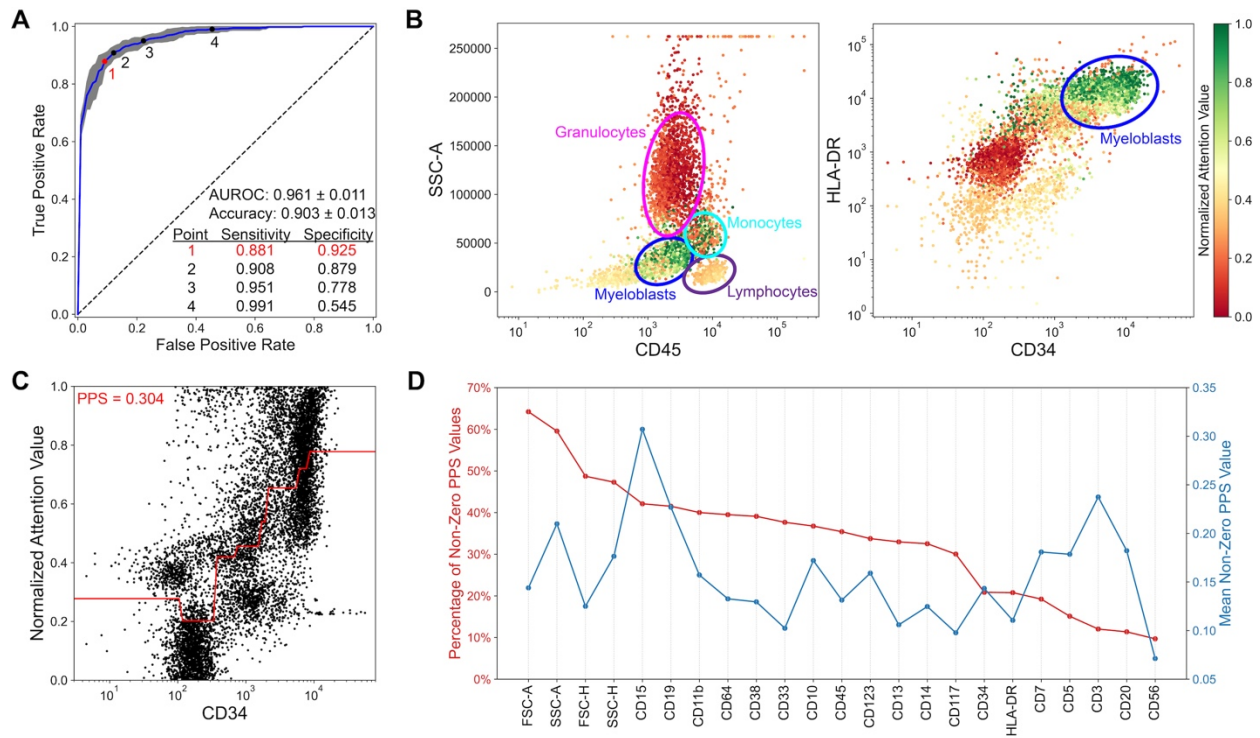 A
True Positive Rate
1.0
0.8
0.6
0.4
0.2
0.0
1
2
3
4
AUROC: 0.961 ± 0.011
Accuracy: 0.903 ± 0.013
Point Sensitivity Specificity
1 0.881 0.925
2 0.908 0.879
3 0.951 0.778
4 0.991 0.545
0.0 0.2 0.4 0.6 0.8 1.0
False Positive Rate
B
SSC-A
250000
200000
150000
100000
50000
0
Granulocytes
Monocytes
Myeloblasts
Lymphocytes
10¹ 10² 10³ 10⁴ 10⁵
CD45
HLA-DR
10⁵
10⁴
10³
10²
10¹
10⁰
Myeloblasts
10¹ 10² 10³ 10⁴
CD34
1.0
0.8
0.6
0.4
0.2
0.0
Normalized Attention Value
C
Normalized Attention Value
1.0
0.8
0.6
0.4
0.2
0.0
PPS = 0.304
10¹ 10² 10³ 10⁴
CD34
D
Percentage of Non-Zero PPS Values
70%
60%
50%
40%
30%
20%
10%
0%
0.35
0.30
0.25
0.20
0.15
0.10
0.05
Mean Non-Zero PPS Value
FSC-A
SSC-A
FSC-H
SSC-H
CD15
CD19
CD11b
CD64
CD38
CD33
CD10
CD45
CD123
CD13
CD14
CD117
CD34
HLA-DR
CD7
CD5
CD3
CD20
CD56